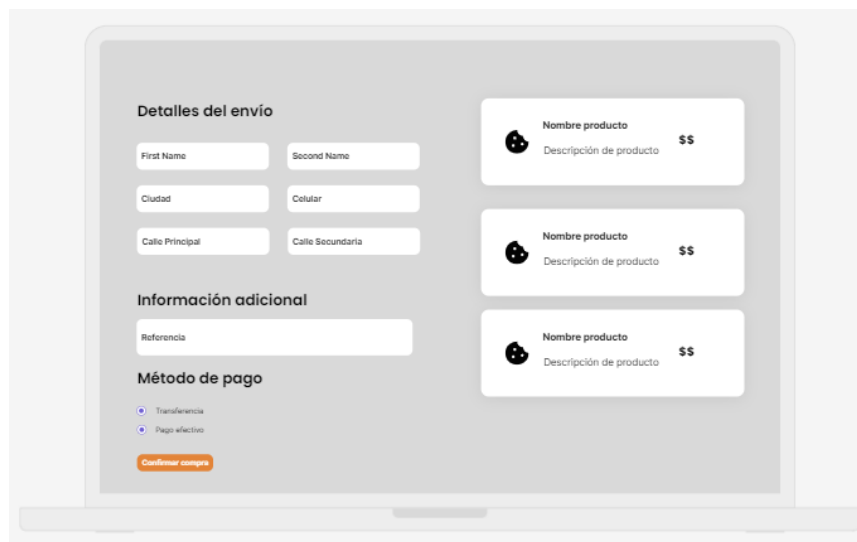 Detalles del envío
First Name
Second Name
Ciudad
Celular
Calle Principal
Calle Secundaria
Información adicional
Referencia
Método de pago
Transferencia
Pago efectivo
Confirmar compra
Nombre producto
Descripción de producto
$$
Nombre producto
Descripción de producto
$$
Nombre producto
Descripción de producto
$$